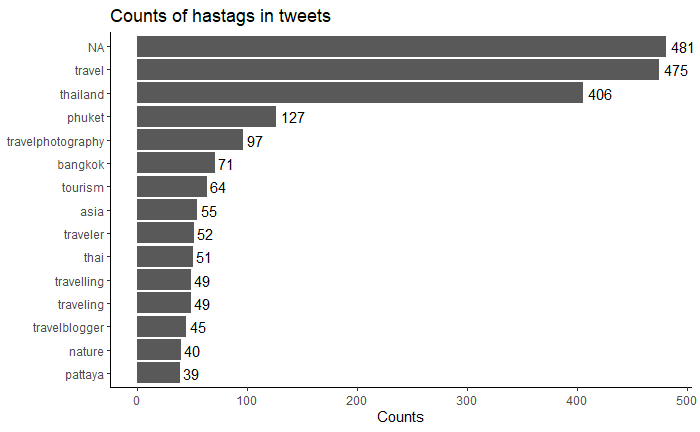 Counts of hastags in tweets
NA 481
travel 475
thailand 406
phuket 127
travelphotography 97
bangkok 71
tourism 64
asia 55
traveler 52
thai 51
travelling 49
traveling 49
travelblogger 45
nature 40
pattaya 39
0 100 200 300 400 500
Counts